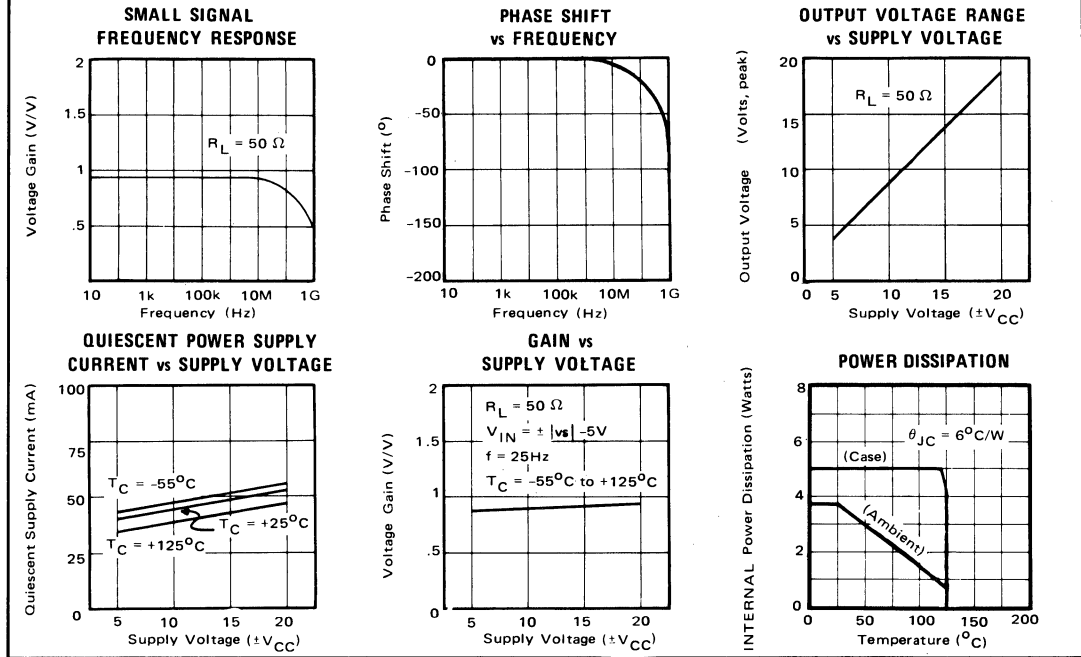 SMALL SIGNAL
FREQUENCY RESPONSE
Voltage Gain (V/V)
2
1.5
1
.5
R_L = 50 Ω
10
1k
100k
10M
1G
Frequency (Hz)
PHASE SHIFT
vs FREQUENCY
Phase Shift (°)
0
-50
-100
-150
-200
10
1k
100k
10M
1G
Frequency (Hz)
OUTPUT VOLTAGE RANGE
vs SUPPLY VOLTAGE
Output Voltage (Volts, peak)
20
15
10
5
0
R_L = 50 Ω
0
5
10
15
20
Supply Voltage (±V_CC)
QUIESCENT POWER SUPPLY
CURRENT vs SUPPLY VOLTAGE
Quiescent Supply Current (mA)
100
75
50
25
0
T_C = -55°C
T_C = +25°C
T_C = +125°C
5
10
15
20
Supply Voltage (±V_CC)
GAIN vs
SUPPLY VOLTAGE
Voltage Gain (V/V)
2
1.5
1
.5
0
R_L = 50 Ω
V_IN = ± |vs| -5V
f = 25Hz
T_C = -55°C to +125°C
5
10
15
20
Supply Voltage (±V_CC)
POWER DISSIPATION
INTERNAL Power Dissipation (Watts)
8
6
4
2
0
θ_JC = 6°C/W
(Case)
(Ambient)
0
50
100
150
200
Temperature (°C)